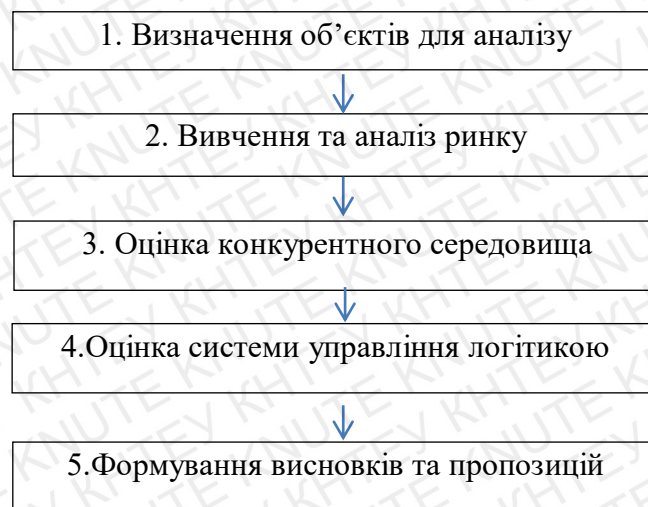 1. Визначення об’єктів для аналізу
2. Вивчення та аналіз ринку
3. Оцінка конкурентного середовища
4.Оцінка системи управління логітикою
5.Формування висновків та пропозицій